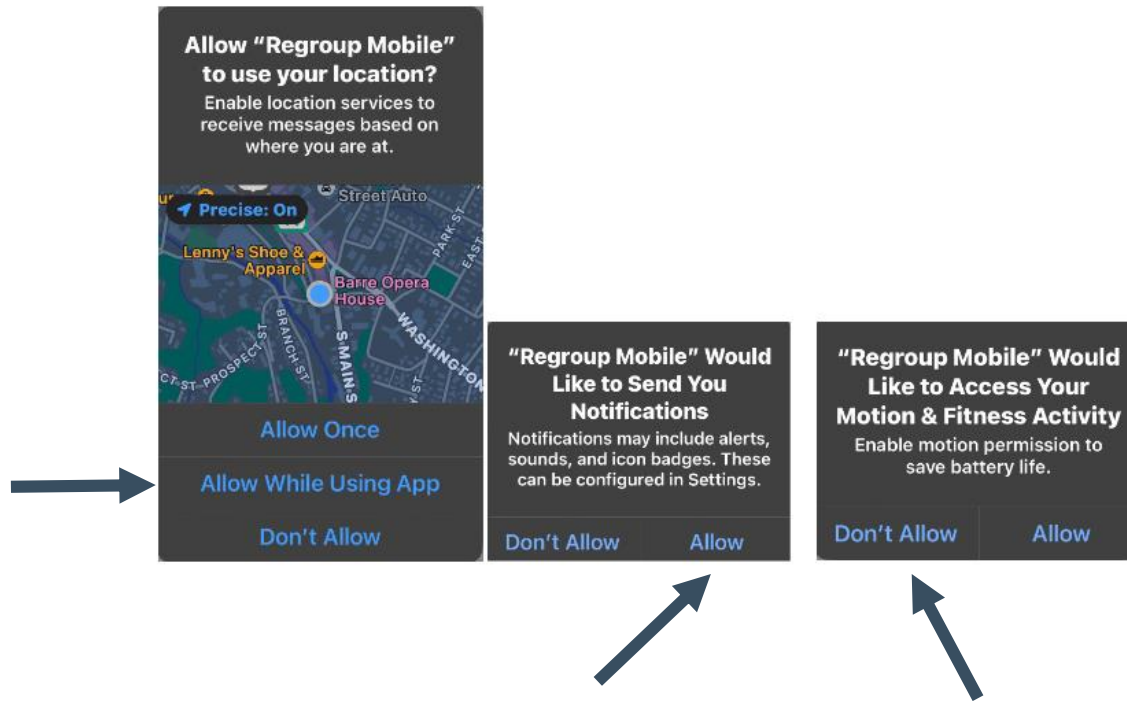 Allow “Regroup Mobile”
to use your location?
Enable location services to
receive messages based on
where you are at.
Street Auto
Precise: On
PARK ST
EAST
Lenny's Shoe &
Apparel
Barre Opera
House
BRANCH ST
S MAIN S
WASHINGTON
PROSPECT ST
CT ST
Allow Once
Allow While Using App
Don't Allow
“Regroup Mobile” Would
Like to Send You
Notifications
Notifications may include alerts,
sounds, and icon badges. These
can be configured in Settings.
Don't Allow
Allow
“Regroup Mobile” Would
Like to Access Your
Motion & Fitness Activity
Enable motion permission to
save battery life.
Don't Allow
Allow